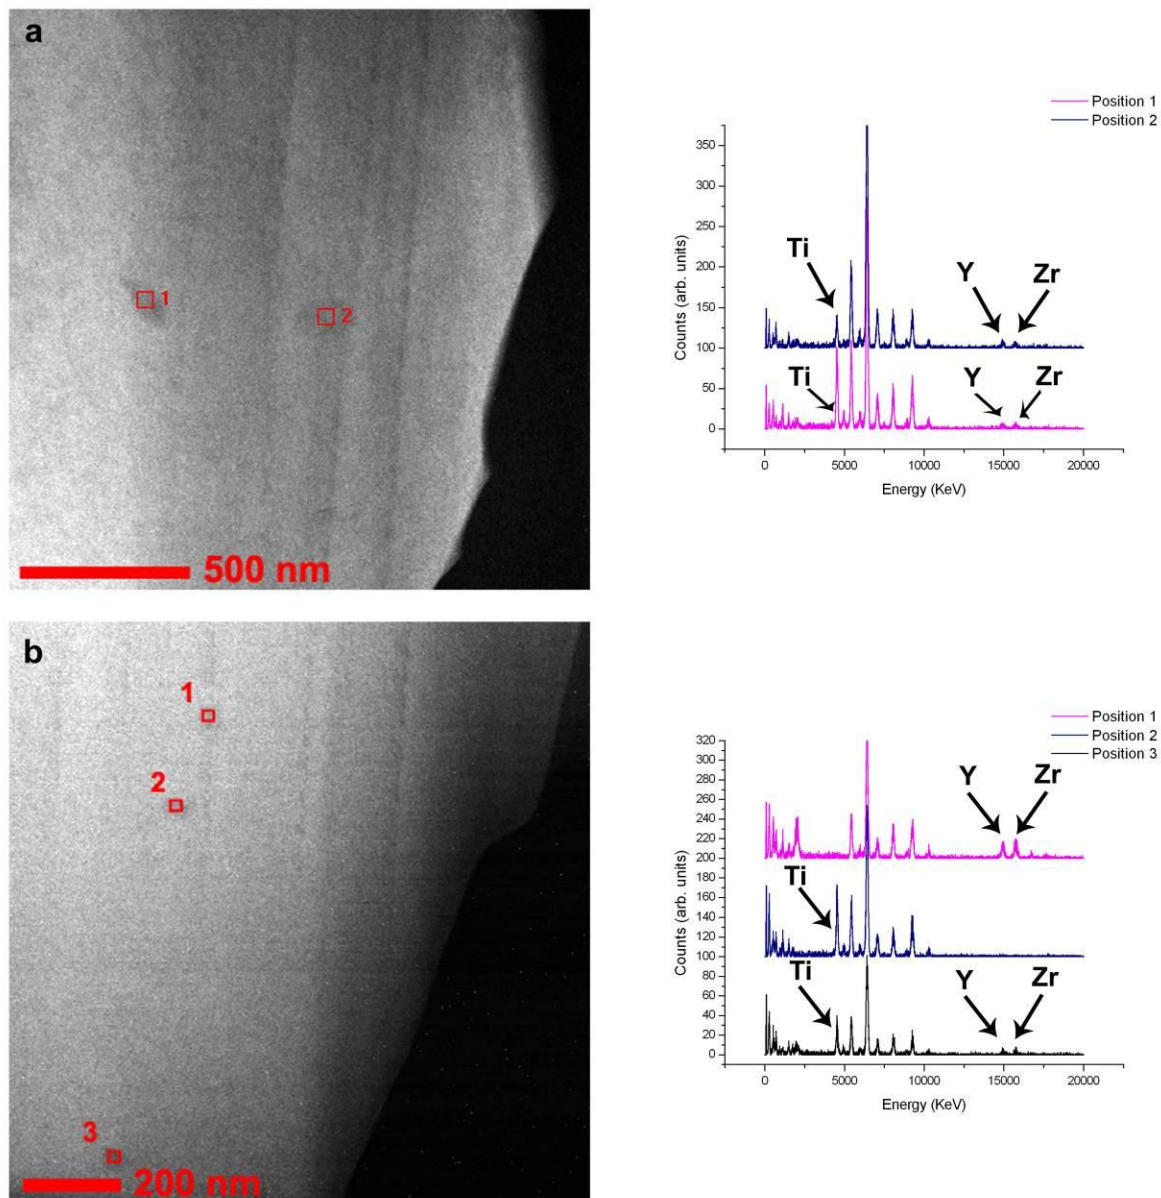 a
1
2
500 nm
Position 1
Position 2
350
300
250
200
150
100
50
0
Counts (arb. units)
Ti
Y
Zr
Ti
Y
Zr
0 5000 10000 15000 20000
Energy (KeV)
b
1
2
3
200 nm
Position 1
Position 2
Position 3
320
300
280
260
240
220
200
160
140
120
100
80
60
40
20
0
Counts (arb. units)
Y
Zr
Ti
Ti
Y
Zr
0 5000 10000 15000 20000
Energy (KeV)